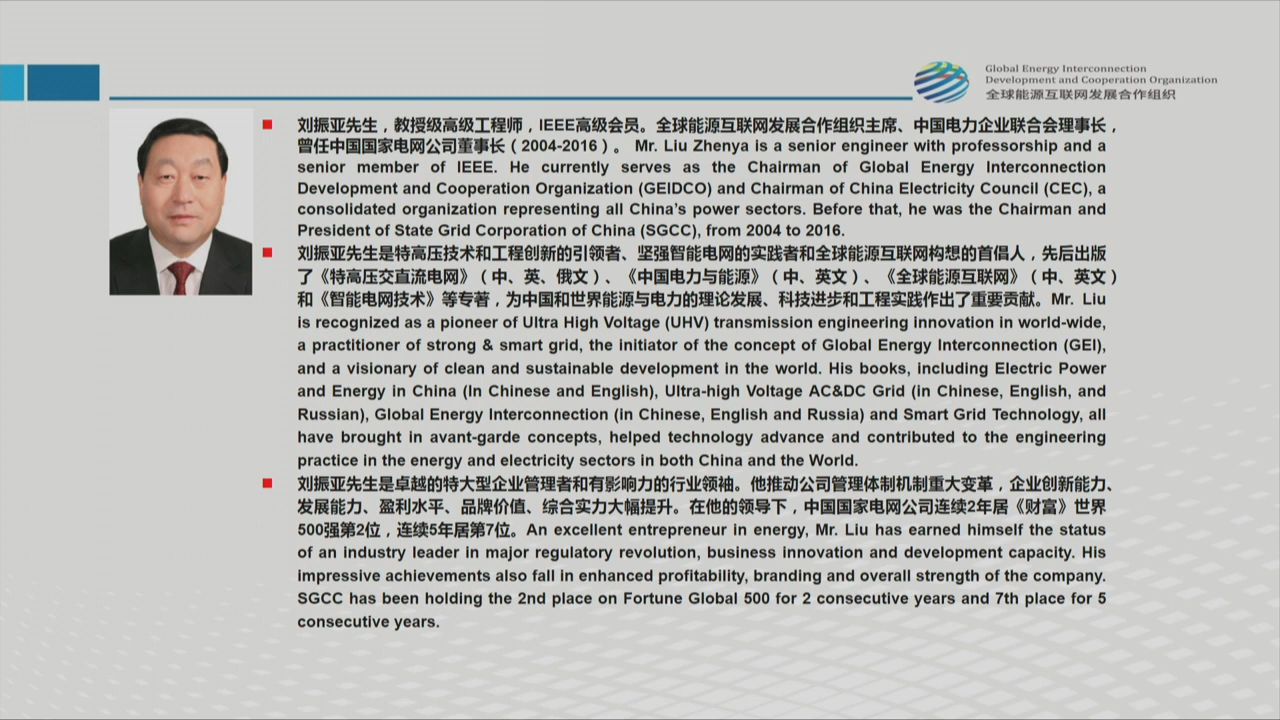 Global Energy Interconnection
Development and Cooperation Organization
全球能源互联网发展合作组织
刘振亚先生，教授级高级工程师，IEEE高级会员。全球能源互联网发展合作组织主席、中国电力企业联合会理事长，
曾任中国国家电网公司董事长（2004-2016）。 Mr. Liu Zhenya is a senior engineer with professorship and a
senior member of IEEE. He currently serves as the Chairman of Global Energy Interconnection
Development and Cooperation Organization (GEIDCO) and Chairman of China Electricity Council (CEC), a
consolidated organization representing all China's power sectors. Before that, he was the Chairman and
President of State Grid Corporation of China (SGCC), from 2004 to 2016.
刘振亚先生是特高压技术和工程创新的引领者、坚强智能电网的实践者和全球能源互联网构想的首倡人，先后出版
了《特高压交直流电网》（中、英、俄文）、《中国电力与能源》（中、英文）、《全球能源互联网》（中、英文）
和《智能电网技术》等专著，为中国和世界能源与电力的理论发展、科技进步和工程实践作出了重要贡献。Mr. Liu
is recognized as a pioneer of Ultra High Voltage (UHV) transmission engineering innovation in world-wide,
a practitioner of strong & smart grid, the initiator of the concept of Global Energy Interconnection (GEI),
and a visionary of clean and sustainable development in the world. His books, including Electric Power
and Energy in China (In Chinese and English), Ultra-high Voltage AC&DC Grid (in Chinese, English, and
Russian), Global Energy Interconnection (in Chinese, English and Russia) and Smart Grid Technology, all
have brought in avant-garde concepts, helped technology advance and contributed to the engineering
practice in the energy and electricity sectors in both China and the World.
刘振亚先生是卓越的特大型企业管理者和有影响力的行业领袖。他推动公司管理体制机制重大变革，企业创新能力、
发展能力、盈利水平、品牌价值、综合实力大幅提升。在他的领导下，中国国家电网公司连续2年居《财富》世界
500强第2位，连续5年居第7位。An excellent entrepreneur in energy, Mr. Liu has earned himself the status
of an industry leader in major regulatory revolution, business innovation and development capacity. His
impressive achievements also fall in enhanced profitability, branding and overall strength of the company.
SGCC has been holding the 2nd place on Fortune Global 500 for 2 consecutive years and 7th place for 5
consecutive years.